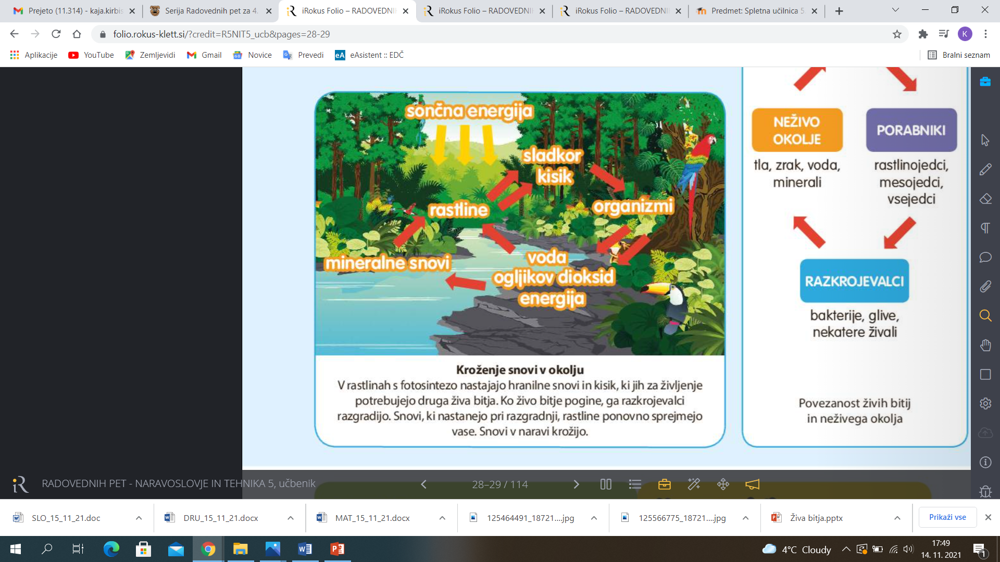 Prejeto (11.314) - kaja.kirbis
Serija Radovednih pet za 4.
iRokus Folio – RADOVEDNI
iRokus Folio – RADOVEDNI
iRokus Folio – RADOVEDNI
Predmet: Spletna učilnica 5.
folio.rokus-klett.si/?credit=R5NIT5_ucb&pages=28-29
K
Aplikacije
YouTube
Zemljevidi
Gmail
Novice
Prevedi
eA
eAsistent :: EDČ
Bralni seznam
sončna energija
sladkor
kisik
rastline
organizmi
mineralne snovi
voda
ogljikov dioksid
energija
Kroženje snovi v okolju
V rastlinah s fotosintezo nastajajo hranilne snovi in kisik, ki jih za življenje
potrebujejo druga živa bitja. Ko živo bitje pogine, ga razkrojevalci
razgradijo. Snovi, ki nastanejo pri razgradnji, rastline ponovno sprejmejo
vase. Snovi v naravi krožijo.
NEŽIVO
OKOLJE
tla, zrak, voda,
minerali
PORABNIKI
rastlinojedci,
mesojedci,
vsejedci
RAZKROJEVALCI
bakterije, glive,
nekatere živali
Povezanost živih bitij
in neživega okolja
iR
RADOVEDNIH PET - NARAVOSLOVJE IN TEHNIKA 5, učbenik
28–29 / 114
SLO_15_11_21.doc
DRU_15_11_21.docx
MAT_15_11_21.docx
125464491_18721....jpg
125566775_18721....jpg
Živa bitja.pptx
Prikaži vse
4°C Cloudy
17:49
14. 11. 2021
1